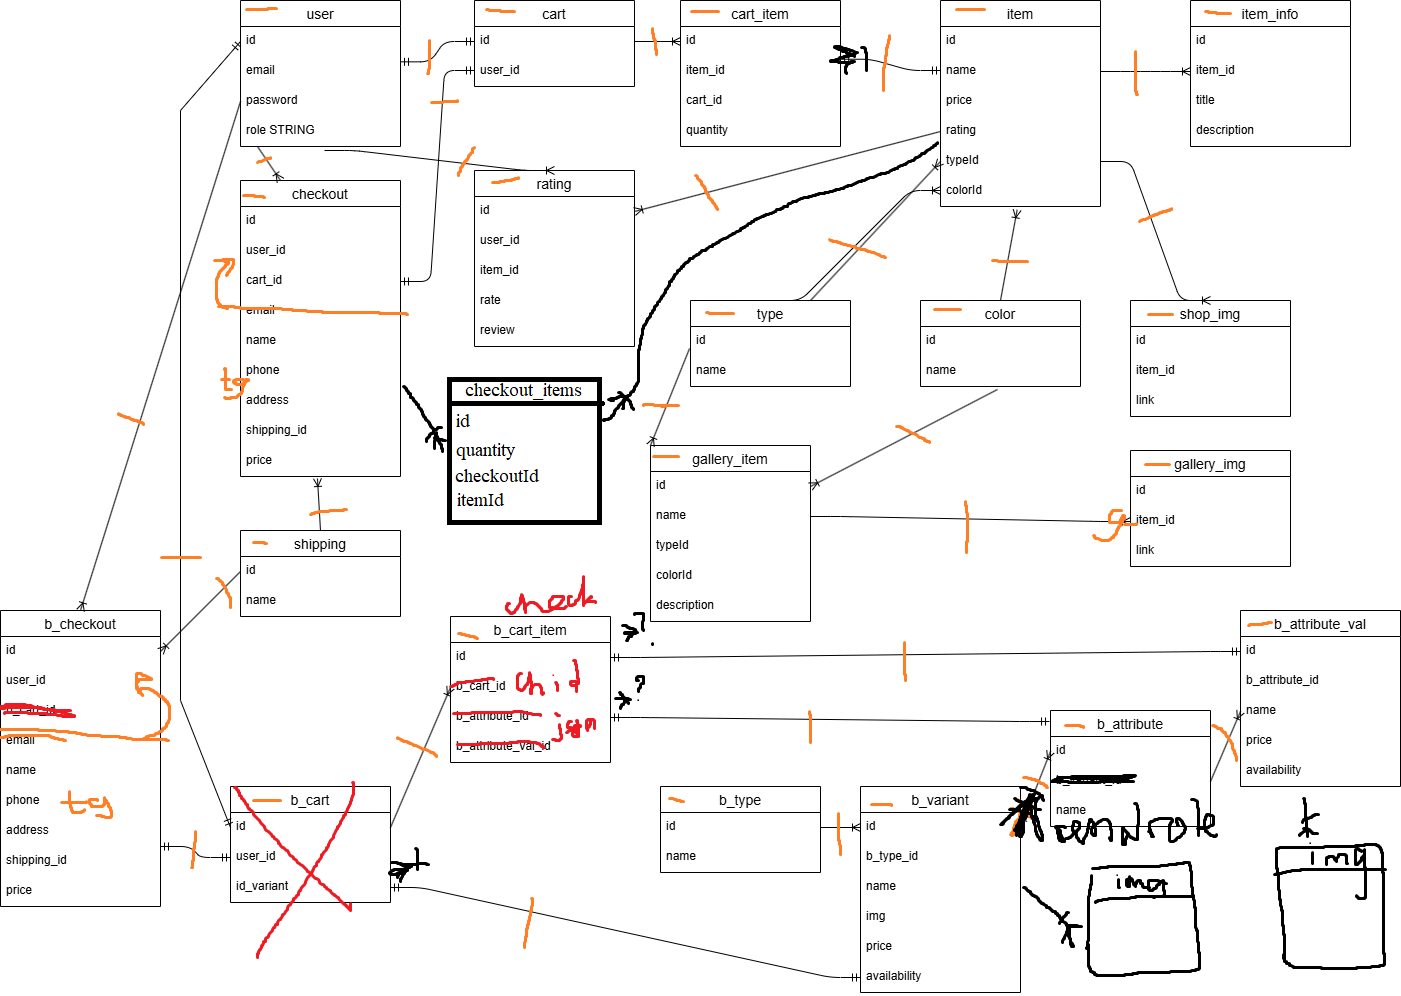 user
id
email
password
role STRING
cart
id
user_id
cart_item
id
item_id
cart_id
quantity
?
item
id
name
price
rating
typeId
colorId
item_info
id
item_id
title
description
checkout
id
user_id
cart_id
email
name
phone
tg
address
shipping_id
price
rating
id
user_id
item_id
rate
review
checkout_items
id
quantity
checkoutId
itemId
type
id
name
color
id
name
shop_img
id
item_id
link
gallery_item
id
name
typeId
colorId
description
gallery_img
id
g
item_id
link
shipping
id
name
b_checkout
id
user_id
b_cart_id
email
name
phone
tg
address
shipping_id
price
check
b_cart_item
id
b_cart_id
ch id
b_attribute_id
json
b_attribute_val_id
?
?
b_cart
id
user_id
id_variant
b_type
id
name
b_variant
id
b_type_id
name
img
price
availability
b_attribute
id
name
b_attribute_val
id
b_attribute_id
name
price
availability
img
img